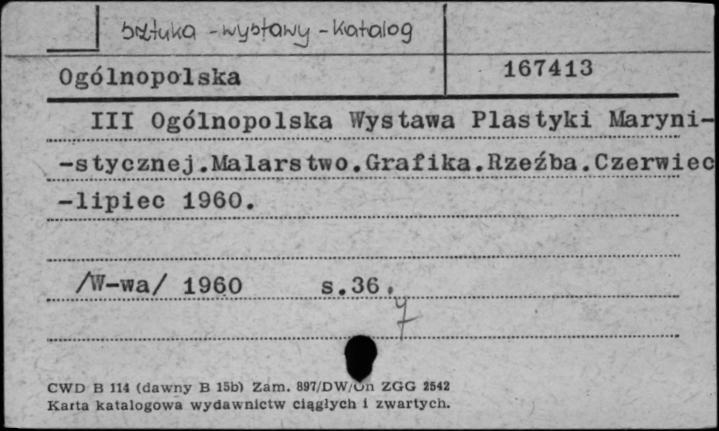 sztuka - wystawy - katalog
Ogólnopolska 167413
III Ogólnopolska Wystawa Plastyki Maryni-
-stycznej.Malarstwo.Grafika.Rzeźba.Czerwiec
-lipiec 1960.
/W-wa/ 1960 s.36.
y
CWD B 114 (dawny B 15b) Zam. 897/DW/Un ZGG 2542
Karta katalogowa wydawnictw ciągłych i zwartych.